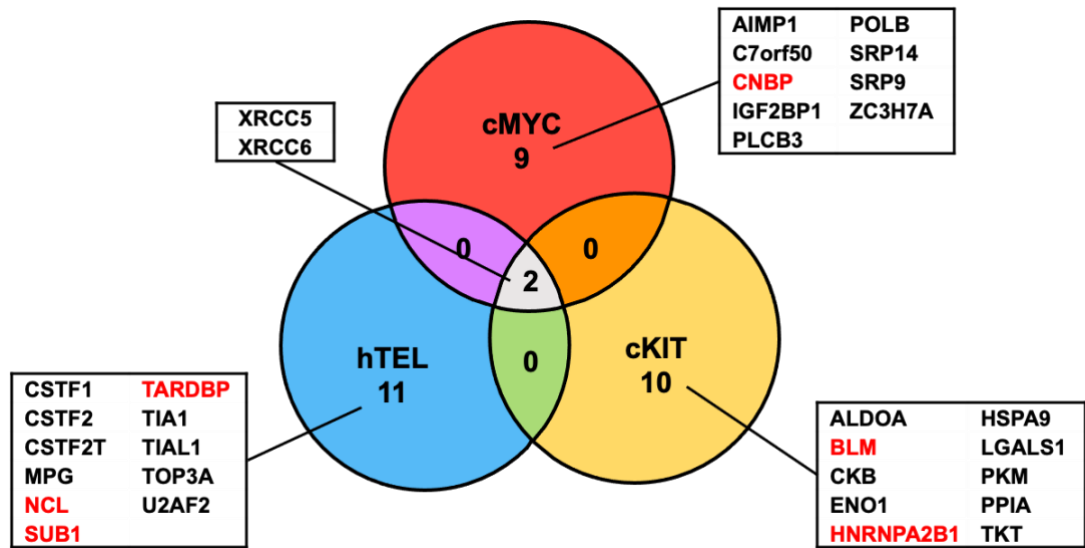 AIMP1 POLB
C7orf50 SRP14
CNBP SRP9
IGF2BP1 ZC3H7A
PLCB3
XRCC5
XRCC6
cMYC
9
0
0
2
hTEL
11
0
cKIT
10
CSTF1 TARDBP
CSTF2 TIA1
CSTF2T TIAL1
MPG TOP3A
NCL U2AF2
SUB1
ALDOA HSPA9
BLM LGALS1
CKB PKM
ENO1 PPIA
HNRNPA2B1 TKT